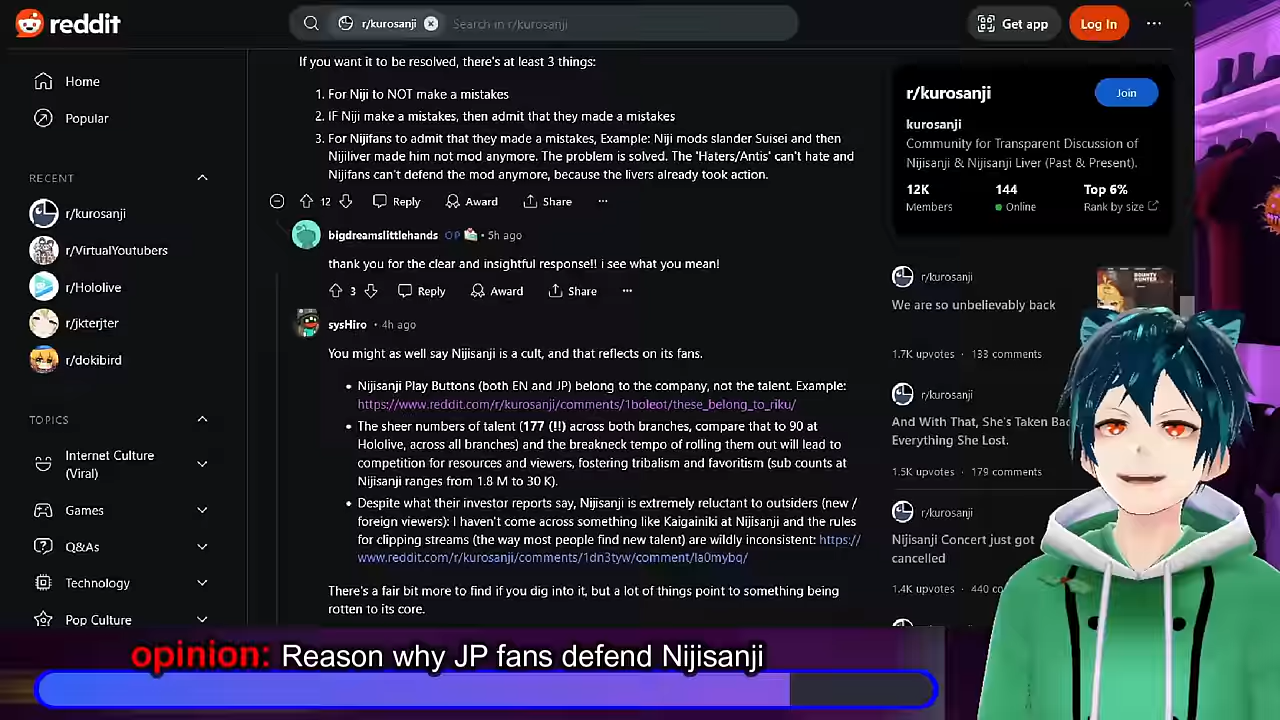 reddit
r/kurosanji
Search in r/kurosanji
Get app
Log In
Home
Popular
RECENT
r/kurosanji
r/VirtualYoutubers
r/Hololive
r/jkterjter
r/dokibird
TOPICS
Internet Culture
(Viral)
Games
Q&As
Technology
Pop Culture
If you want it to be resolved, there's at least 3 things:
1. For Niji to NOT make a mistakes
2. IF Niji make a mistakes, then admit that they made a mistakes
3. For Nijifans to admit that they made a mistakes, Example: Niji mods slander Suisei and then
Nijiliver made him not mod anymore. The problem is solved. The 'Haters/Antis' can't hate and
Nijifans can't defend the mod anymore, because the livers already took action.
12 Reply Award Share
bigdreamslittlehands OP • 5h ago
thank you for the clear and insightful response!! i see what you mean!
3 Reply Award Share
sysHiro • 4h ago
You might as well say Nijisanji is a cult, and that reflects on its fans.
• Nijisanji Play Buttons (both EN and JP) belong to the company, not the talent. Example:
https://www.reddit.com/r/kurosanji/comments/1boleot/these_belong_to_riku/
• The sheer numbers of talent (177 (!!) across both branches, compare that to 90 at
Hololive, across all branches) and the breakneck tempo of rolling them out will lead to
competition for resources and viewers, fostering tribalism and favoritism (sub counts at
Nijisanji ranges from 1.8 M to 30 K).
• Despite what their investor reports say, Nijisanji is extremely reluctant to outsiders (new /
foreign viewers): I haven't come across something like Kaigainiki at Nijisanji and the rules
for clipping streams (the way most people find new talent) are wildly inconsistent: https://
www.reddit.com/r/kurosanji/comments/1dn3tyw/comment/la0mybq/
There's a fair bit more to find if you dig into it, but a lot of things point to something being
rotten to its core.
r/kurosanji
Join
kurosanji
Community for Transparent Discussion of
Nijisanji & Nijisanji Liver (Past & Present).
12K 144 Top 6%
Members Online Rank by size
r/kurosanji
We are so unbelievably back
1.7K upvotes · 133 comments
r/kurosanji
And With That, She's Taken Bac
Everything She Lost.
1.5K upvotes · 179 comments
r/kurosanji
Nijisanji Concert just got
cancelled
1.4K upvotes · 440 co
BOUNTY
HUNTER
opinion: Reason why JP fans defend Nijisanji